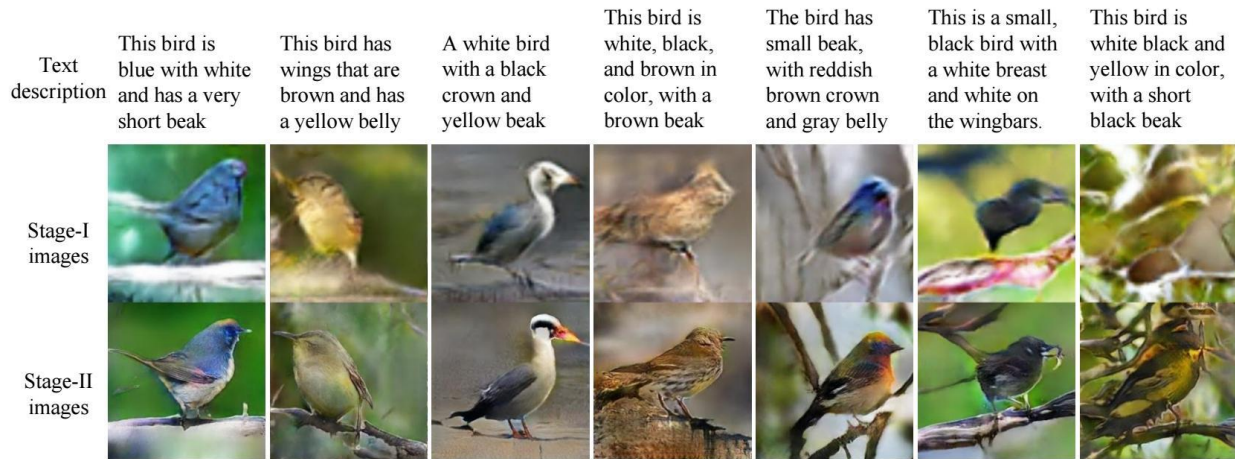 Text
description
This bird is
blue with white
and has a very
short beak
This bird has
wings that are
brown and has
a yellow belly
A white bird
with a black
crown and
yellow beak
This bird is
white, black,
and brown in
color, with a
brown beak
The bird has
small beak,
with reddish
brown crown
and gray belly
This is a small,
black bird with
a white breast
and white on
the wingbars.
This bird is
white black and
yellow in color,
with a short
black beak
Stage-I
images
Stage-II
images